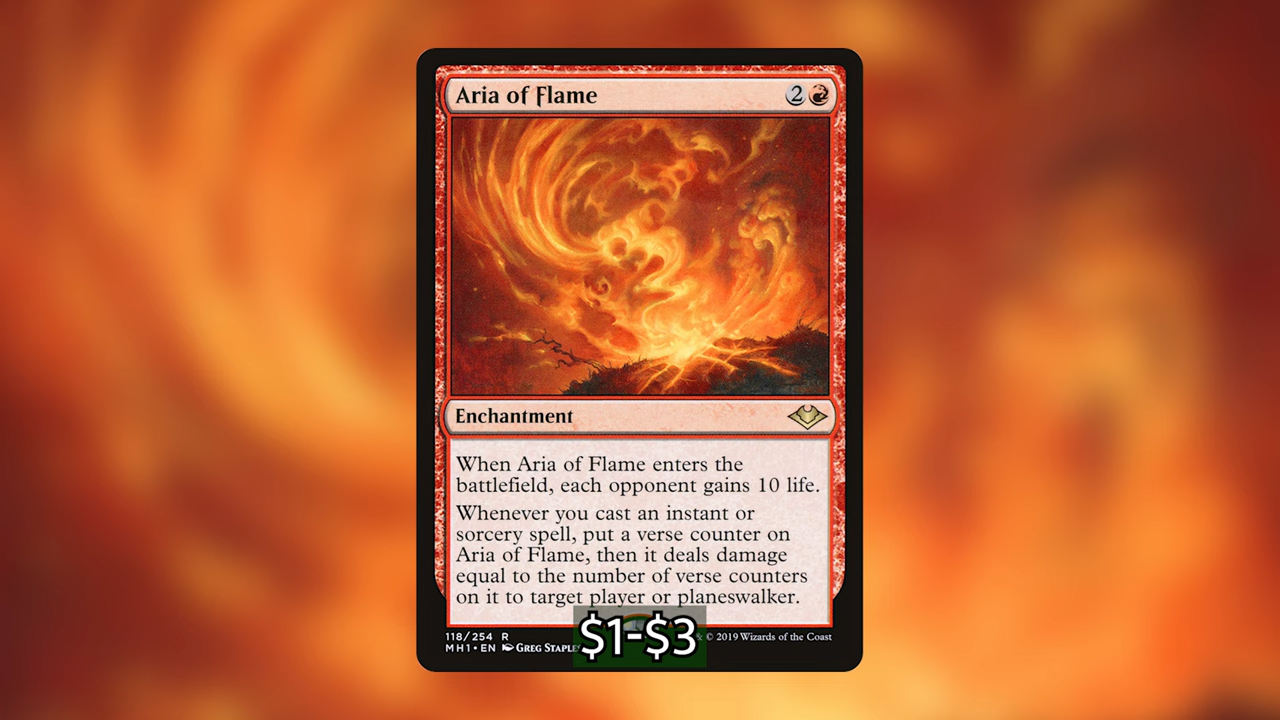 Aria of Flame 2
Enchantment
When Aria of Flame enters the
battlefield, each opponent gains 10 life.
Whenever you cast an instant or
sorcery spell, put a verse counter on
Aria of Flame, then it deals damage
equal to the number of verse counters
on it to target player or planeswalker.
$1-$3
118/254 R
MH1•EN GREG STAPLES & © 2019 Wizards of the Coast